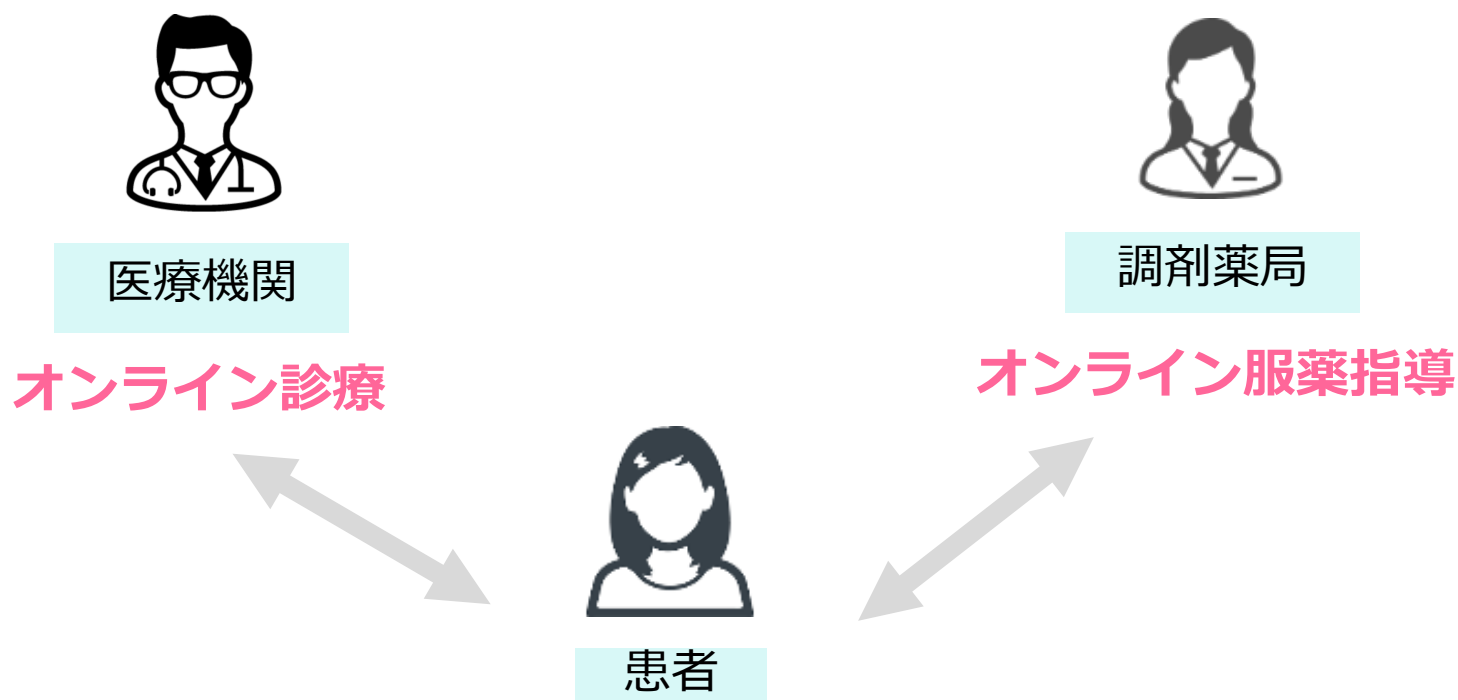 医療機関
調剤薬局
オンライン診療
オンライン服薬指導
患者